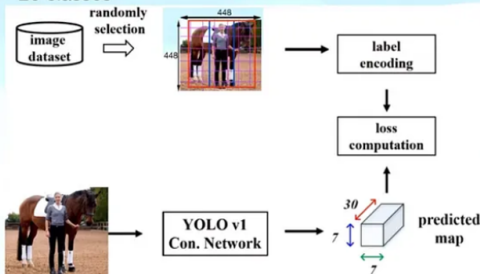 randomly
selection
image
dataset
448
448
label
encoding
loss
computation
YOLO v1
Con. Network
30
7
7
predicted
map